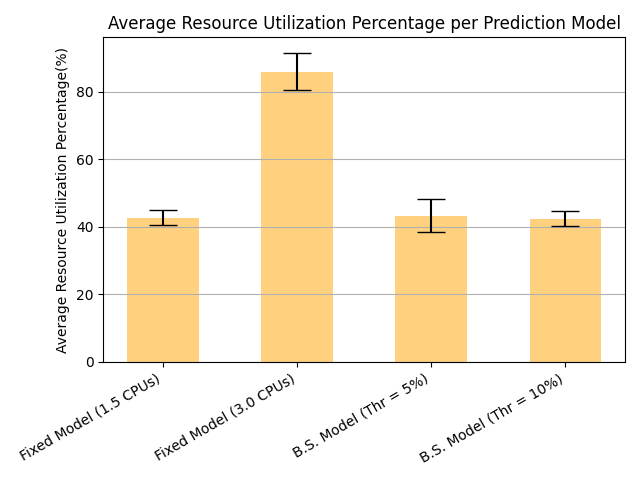 Average Resource Utilization Percentage per Prediction Model
Average Resource Utilization Percentage(%)
80
60
40
20
0
Fixed Model (1.5 CPUs)
Fixed Model (3.0 CPUs)
B.S. Model (Thr = 5%)
B.S. Model (Thr = 10%)